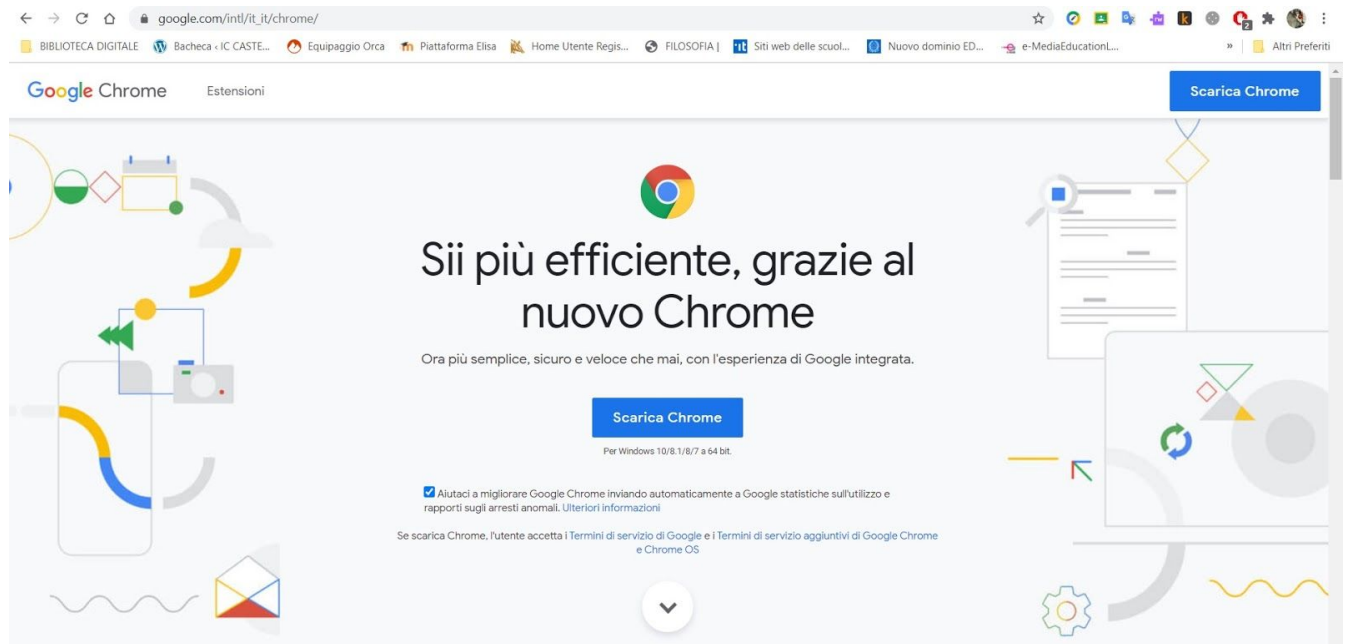 google.com/intl/it_it/chrome/
BIBLIOTECA DIGITALE Bacheca ‹ IC CASTE... Equipaggio Orca Piattaforma Elisa Home Utente Regis... FILOSOFIA | Siti web delle scuol... Nuovo dominio ED... e-MediaEducationL... » Altri Preferiti
Google Chrome Estensioni Scarica Chrome
Sii più efficiente, grazie al
nuovo Chrome
Ora più semplice, sicuro e veloce che mai, con l'esperienza di Google integrata.
Scarica Chrome
Per Windows 10/8.1/8/7 a 64 bit.
Aiutaci a migliorare Google Chrome inviando automaticamente a Google statistiche sull'utilizzo e
rapporti sugli arresti anomali. Ulteriori informazioni
Se scarica Chrome, l'utente accetta i Termini di servizio di Google e i Termini di servizio aggiuntivi di Google Chrome
e Chrome OS